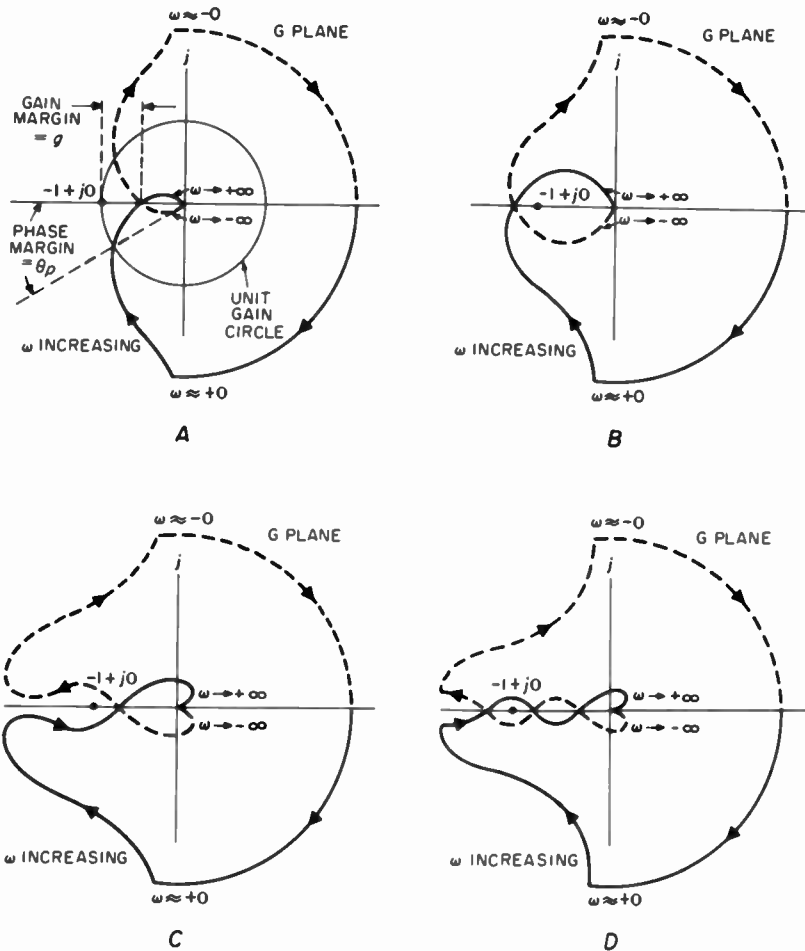 ω≈-0
G PLANE
j
GAIN
MARGIN
= g
-1+j0
ω→+∞
ω→-∞
PHASE
MARGIN
=θp
UNIT
GAIN
CIRCLE
ω INCREASING
ω≈+0
A
ω≈-0
G PLANE
j
-1+j0
ω→+∞
ω→-∞
ω INCREASING
ω≈+0
B
ω≈-0
G PLANE
j
-1+j0
ω→+∞
ω→-∞
ω INCREASING
ω≈+0
C
ω≈-0
G PLANE
j
-1+j0
ω→+∞
ω→-∞
ω INCREASING
ω≈+0
D